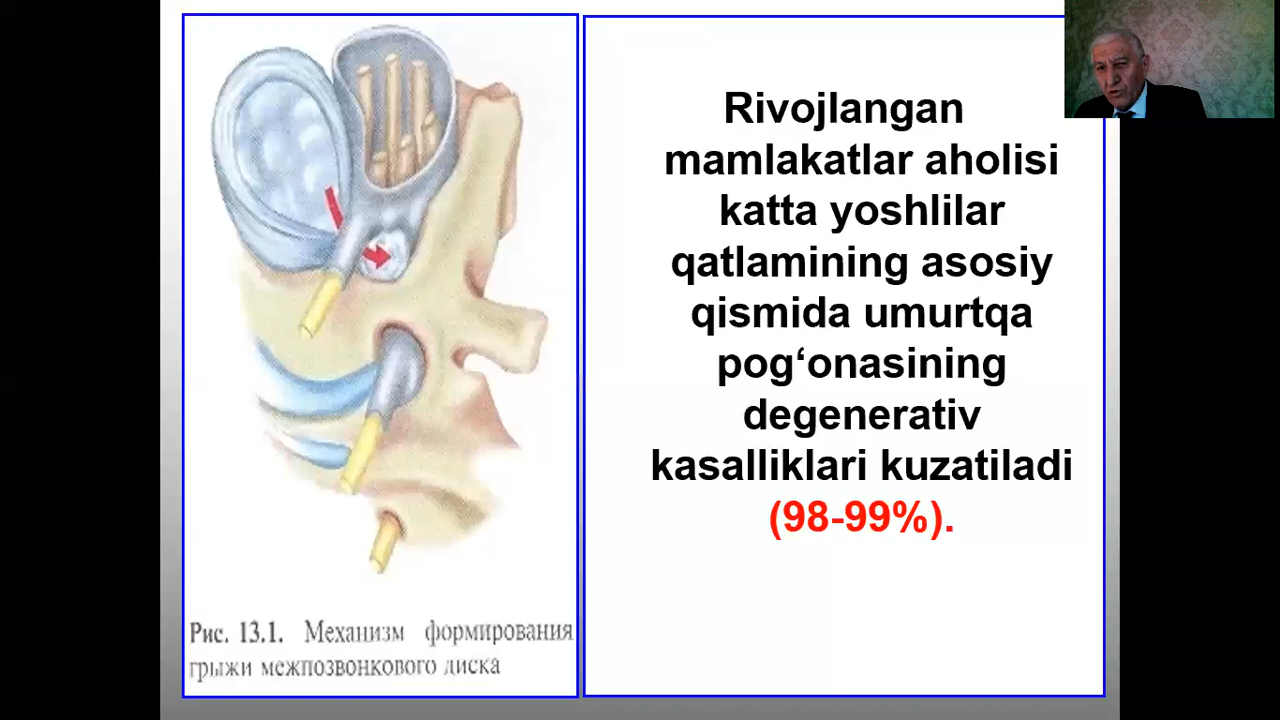 Rivojlangan
mamlakatlar aholisi
katta yoshlilar
qatlamining asosiy
qismida umurtqa
pog‘onasining
degenerativ
kasalliklari kuzatiladi
(98-99%).
Рис. 13.1. Механизм формирования
грыжи межпозвонкового диска